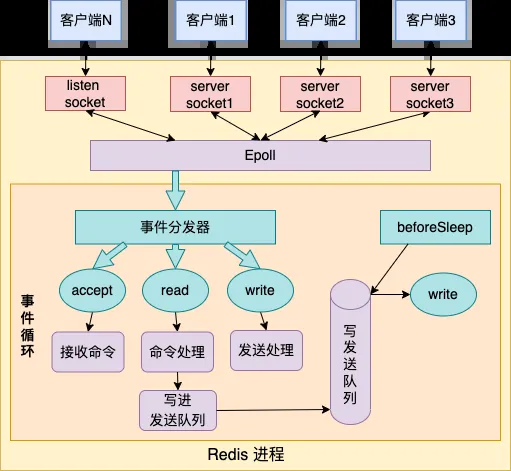 客户端N
客户端1
客户端2
客户端3
listen
socket
server
socket1
server
socket2
server
socket3
Epoll
事件分发器
beforeSleep
accept
read
write
write
事件循环
接收命令
命令处理
发送处理
写发送队列
写进
发送队列
Redis 进程